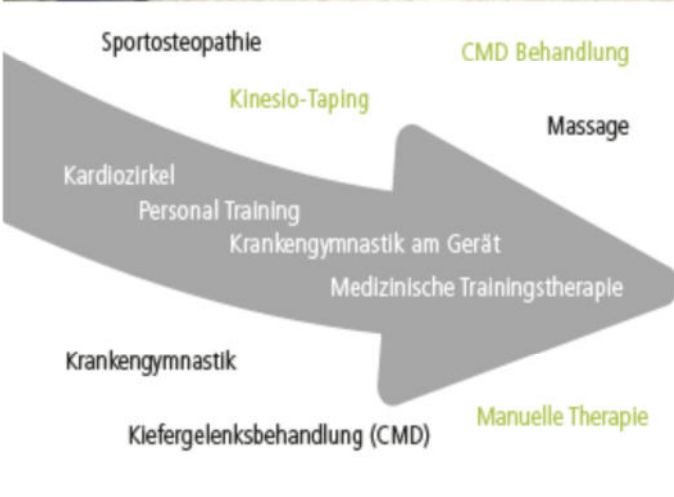 Sportosteopathie
CMD Behandlung
Kinesio-Taping
Massage
Kardiozirkel
Personal Training
Krankengymnastik am Gerät
Medizinische Trainingstherapie
Krankengymnastik
Manuelle Therapie
Kiefergelenksbehandlung (CMD)